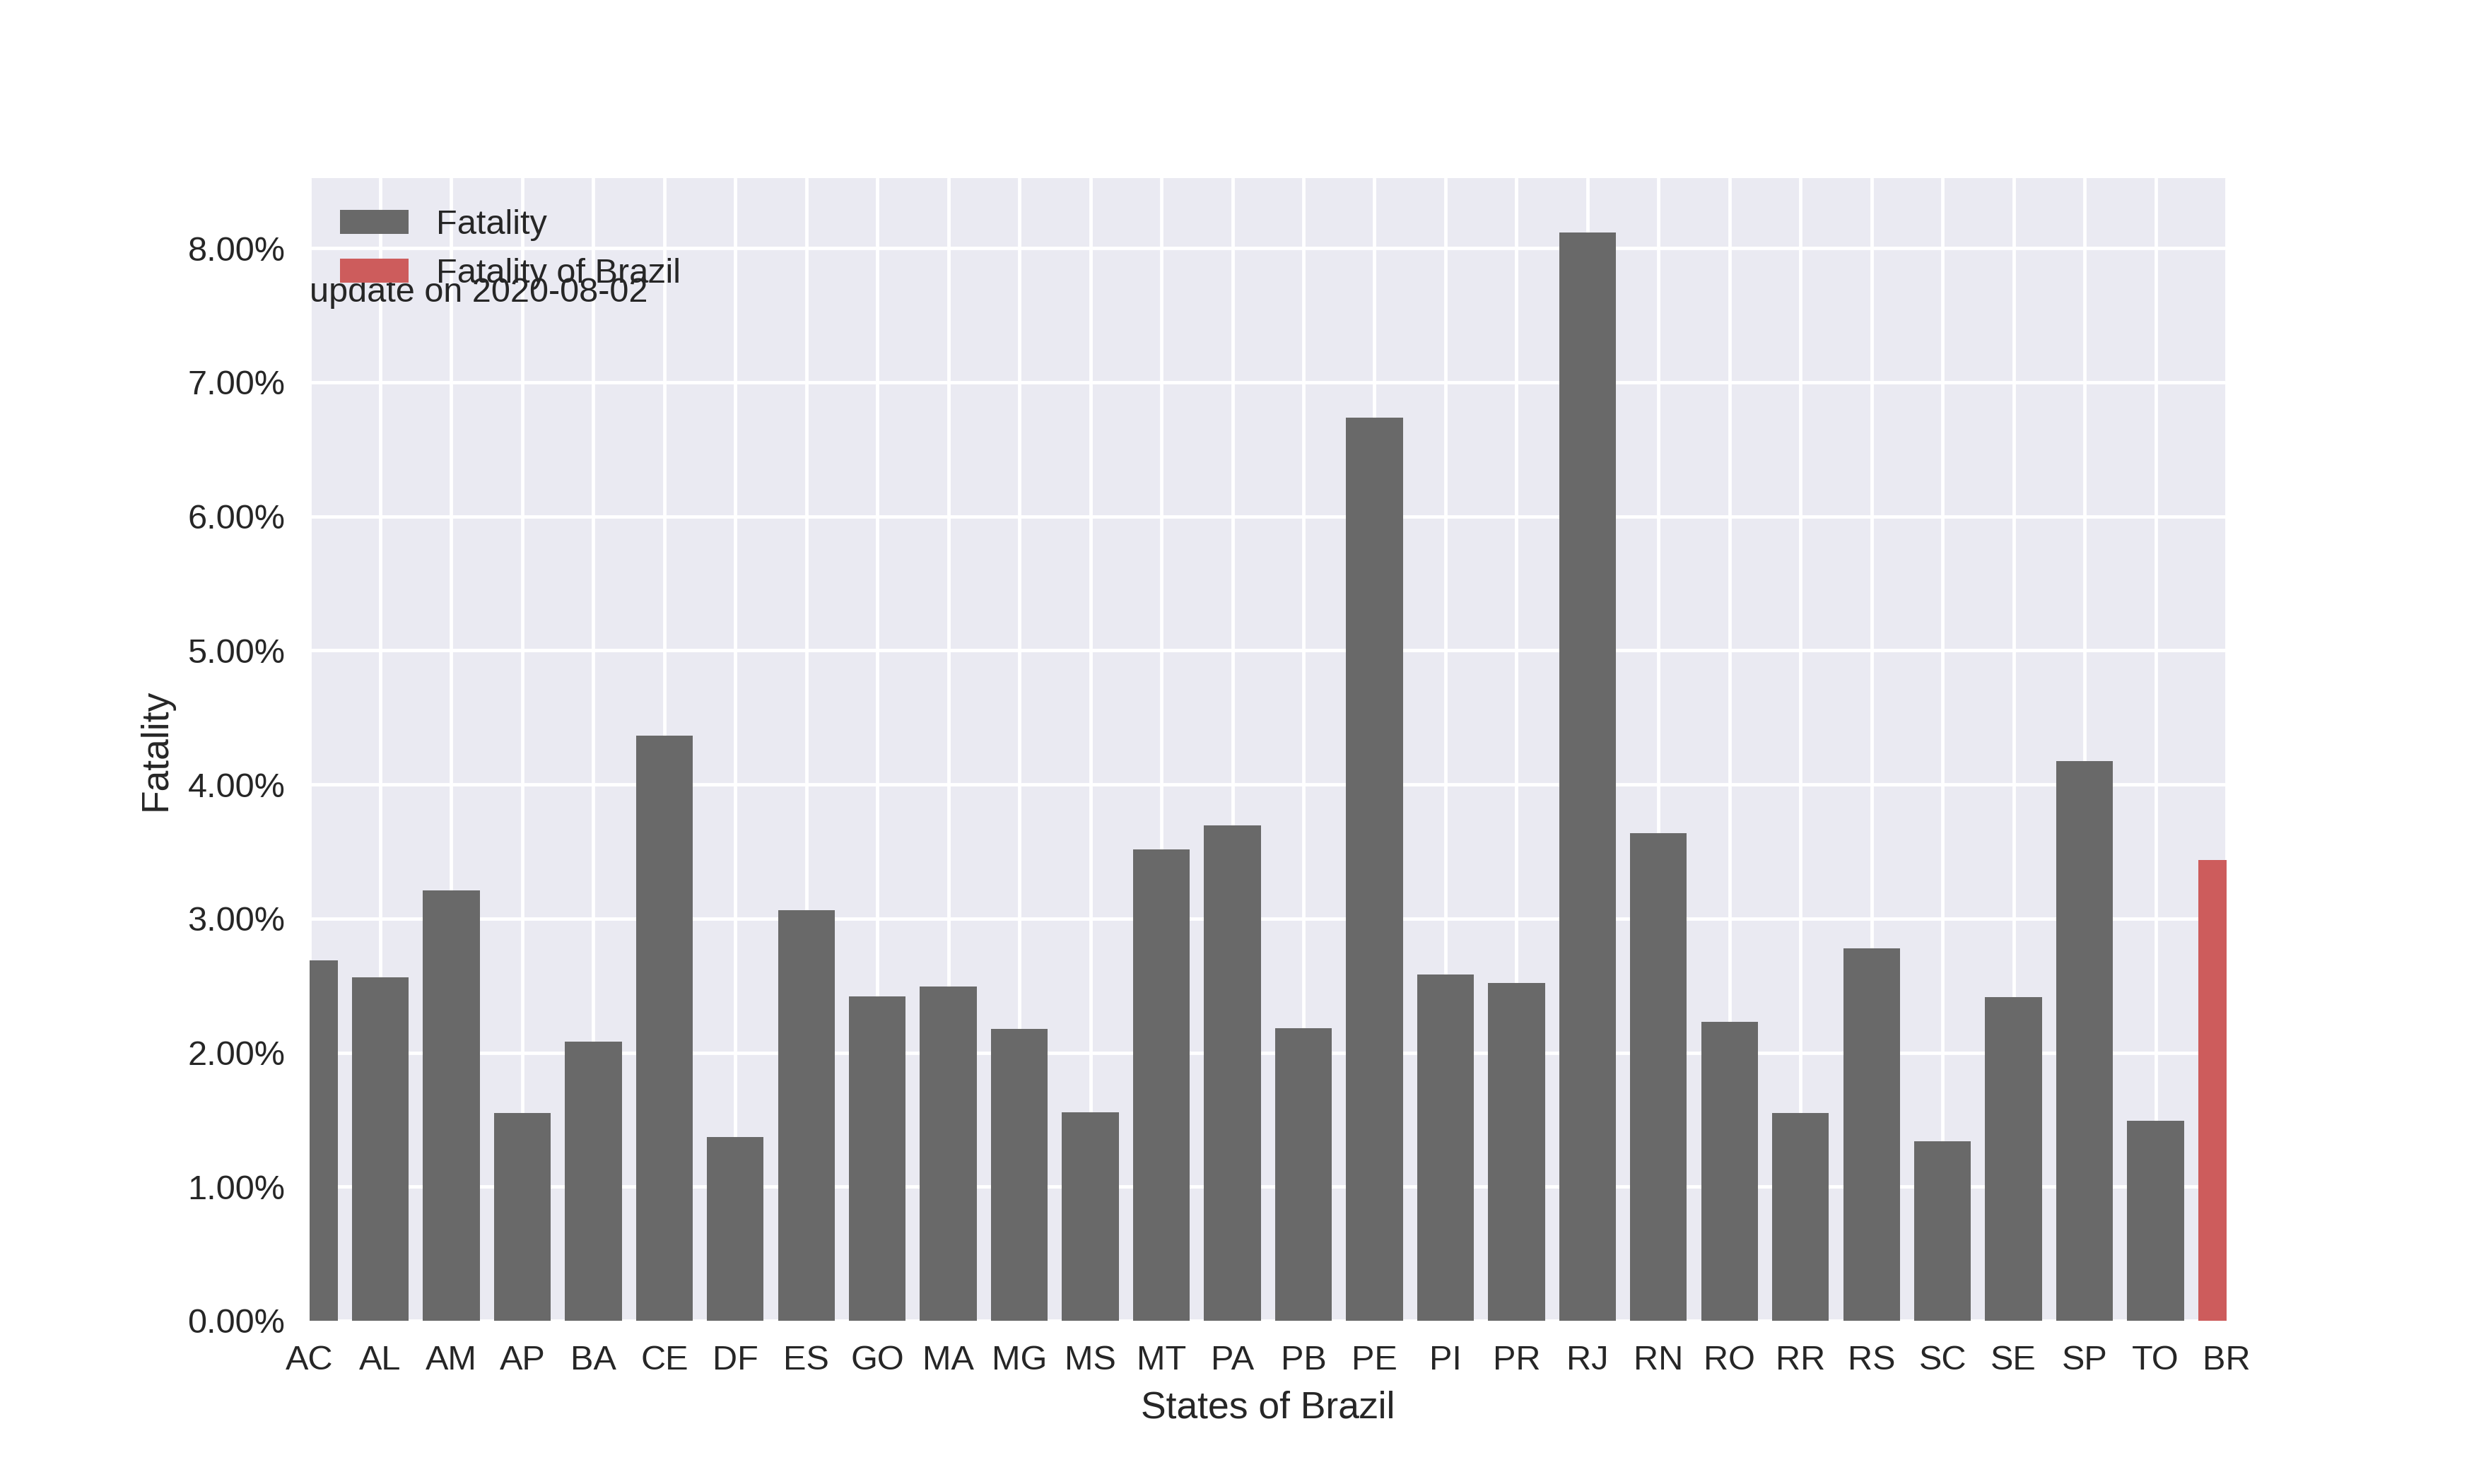 Fatality
Fatality of Brazil
update on 2020-08-02
8.00%
7.00%
6.00%
5.00%
4.00%
3.00%
2.00%
1.00%
0.00%
Fatality
AC AL AM AP BA CE DF ES GO MA MG MS MT PA PB PE PI PR RJ RN RO RR RS SC SE SP TO BR
States of Brazil